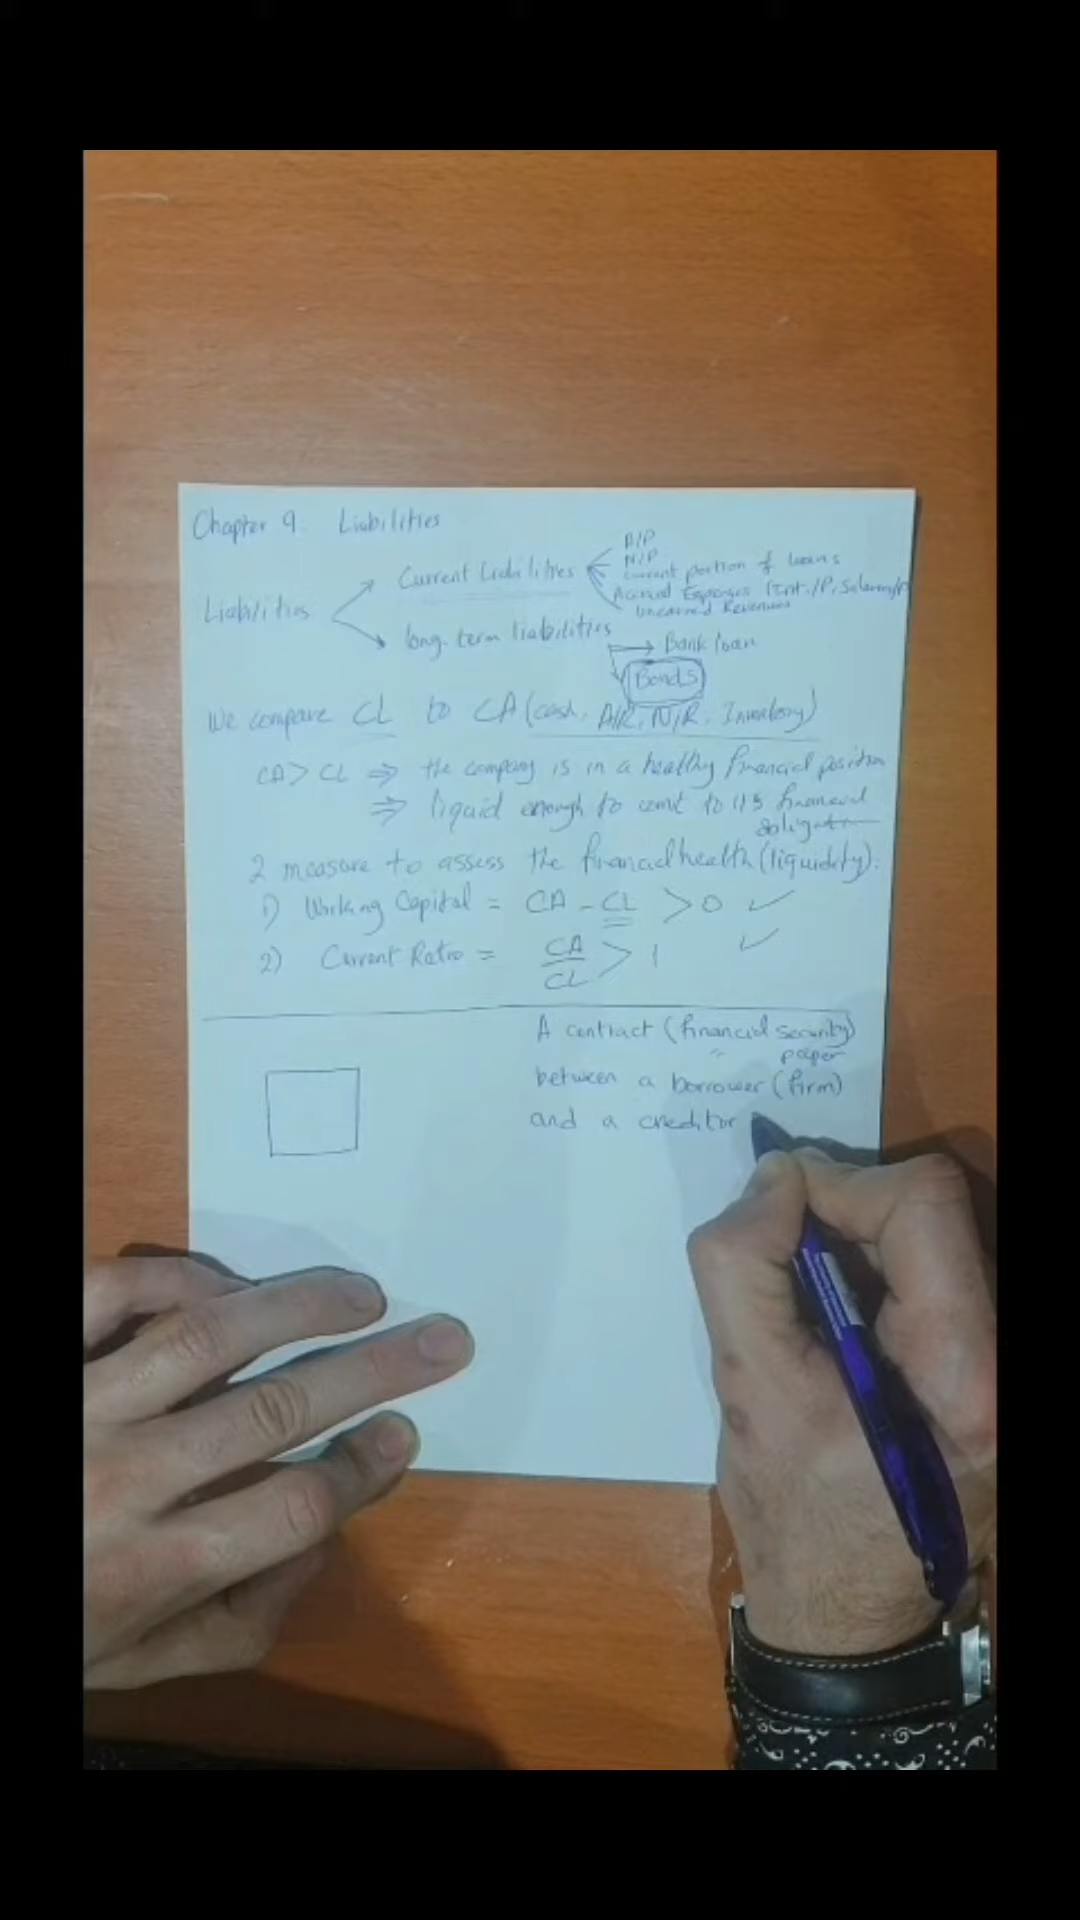 Chapter 9. Liabilities
Liabilities
Current Liabilities
A/P
N/P
current portion of loans
Accrued Expenses (Int./P, Salaries/P
Unearned Revenues
long-term liabilities
Bank loan
Bonds
We compare CL to CA (cash, A/R, N/R, Inventory)
CA > CL ⇒ the company is in a healthy financial position
⇒ liquid enough to to its financial
obligation
2 measure to assess the financial health (liquidity).
1) Working Capital = CA - CL > 0 ✓
2) Current Ratio = CA/CL > 1 ✓
A contract (financial security)
" paper
between a borrower (firm)
and a creditor